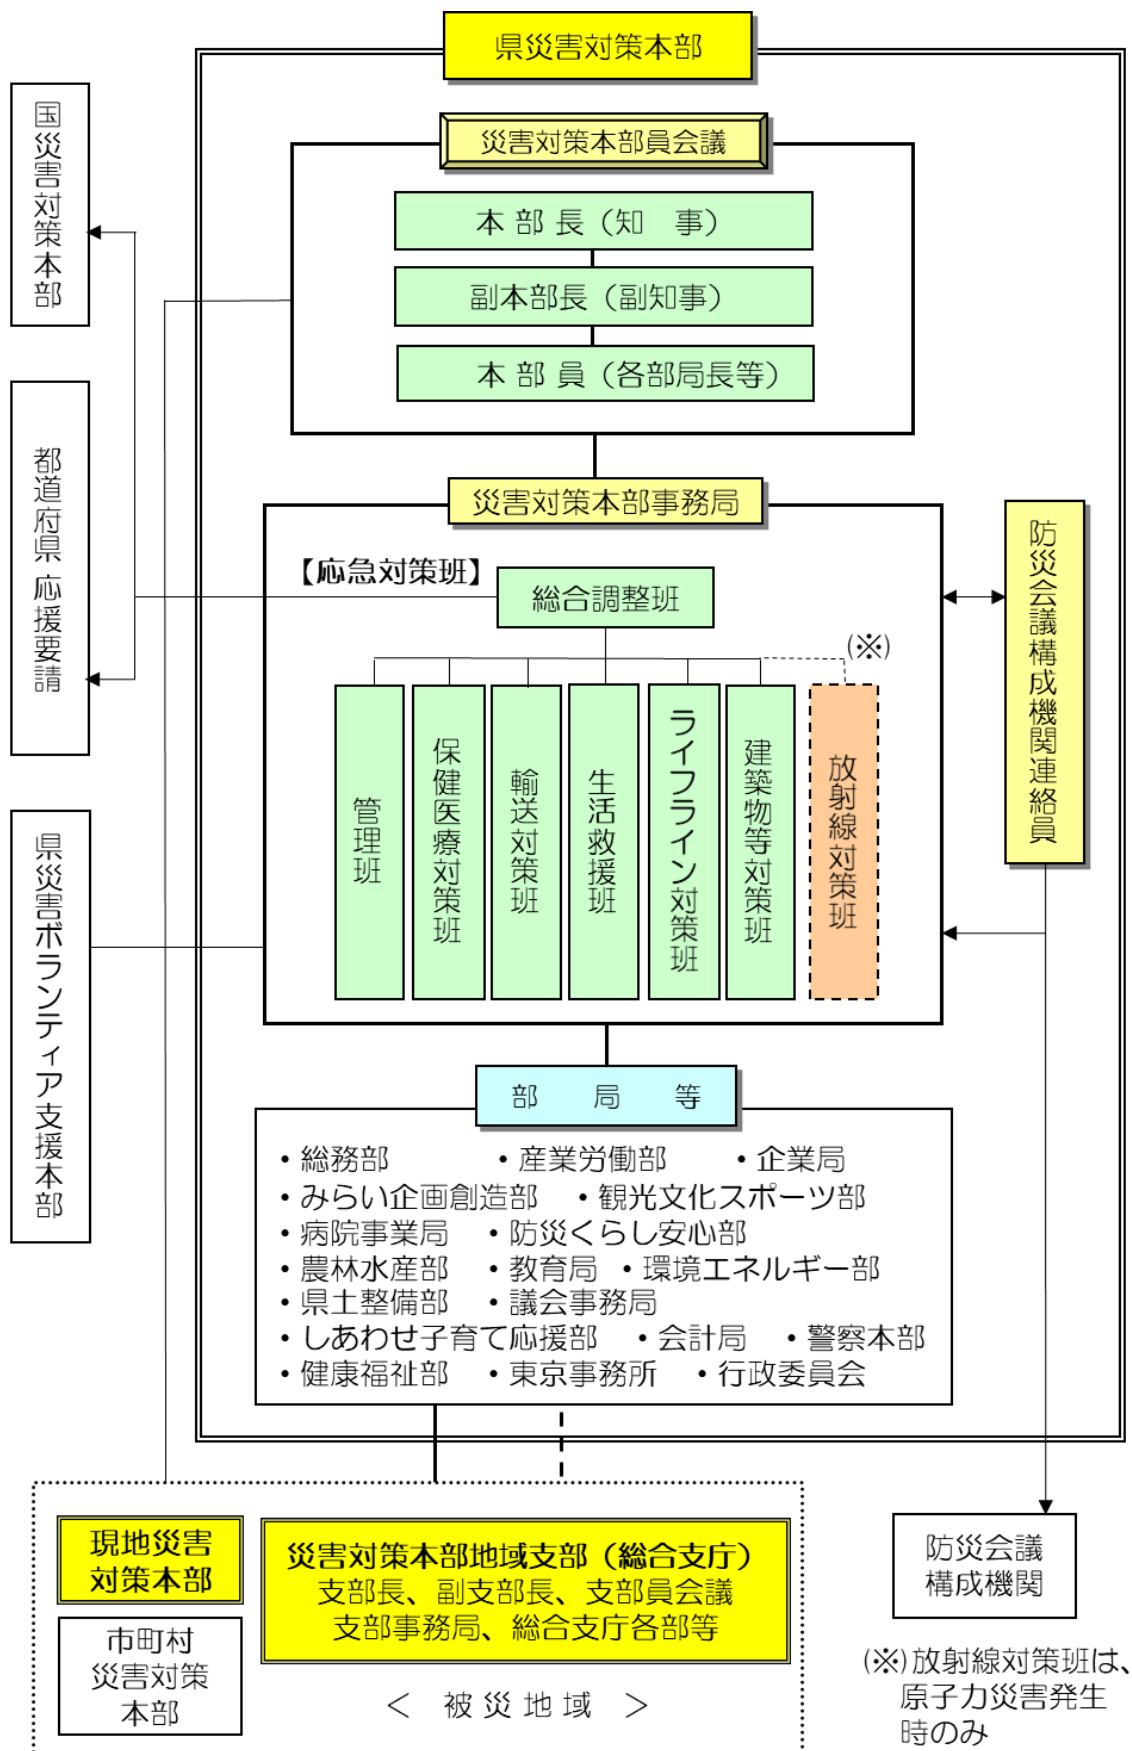 県災害対策本部
国災害対策本部
災害対策本部員会議
本 部 長（知　事）
副本部長（副知事）
本 部 員（各部局長等）
都道府県 応援要請
災害対策本部事務局
【応急対策班】
総合調整班
(※)
管理班
保健医療対策班
輸送対策班
生活救援班
ライフライン対策班
建築物等対策班
放射線対策班
防災会議構成機関連絡員
県災害ボランティア支援本部
部　局　等
・総務部　・産業労働部　・企業局
・みらい企画創造部　・観光文化スポーツ部
・病院事業局　・防災くらし安心部
・農林水産部　・教育局　・環境エネルギー部
・県土整備部　・議会事務局
・しあわせ子育て応援部　・会計局　・警察本部
・健康福祉部　・東京事務所　・行政委員会
現地災害
対策本部
災害対策本部地域支部（総合支庁）
支部長、副支部長、支部員会議
支部事務局、総合支庁各部等
市町村
災害対策
本部
＜　被 災 地 域　＞
防災会議
構成機関
(※)放射線対策班は、
原子力災害発生
時のみ